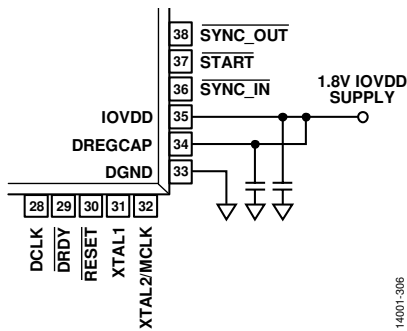 38 SYNC_OUT
37 START
36 SYNC_IN
1.8V IOVDD
SUPPLY
IOVDD 35
DREGCAP 34
DGND 33
28 29 30 31 32
DCLK
DRDY
RESET
XTAL1
XTAL2/MCLK
14001-306